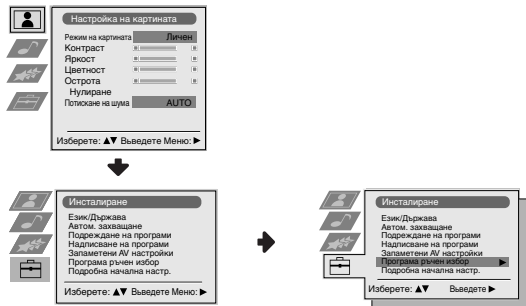 Настройка на картината
Режим на картината Личен
Контраст
Яркост
Цветност
Острота
Нулиране
Потискане на шума AUTO
Изберете: ▲▼ Въведете Меню: ►
Инсталиране
Език/Държава
Автом. захващане
Подреждане на програми
Надписване на програми
Запаметени AV настройки
Програма ръчен избор
Подробна начална настр.
Изберете: ▲▼ Въведете Меню: ►
Инсталиране
Език/Държава
Автом. захващане
Подреждане на програми
Надписване на програми
Запаметени AV настройки
Програма ръчен избор ►
Подробна начална настр.
Изберете: ▲▼ Въведете ►